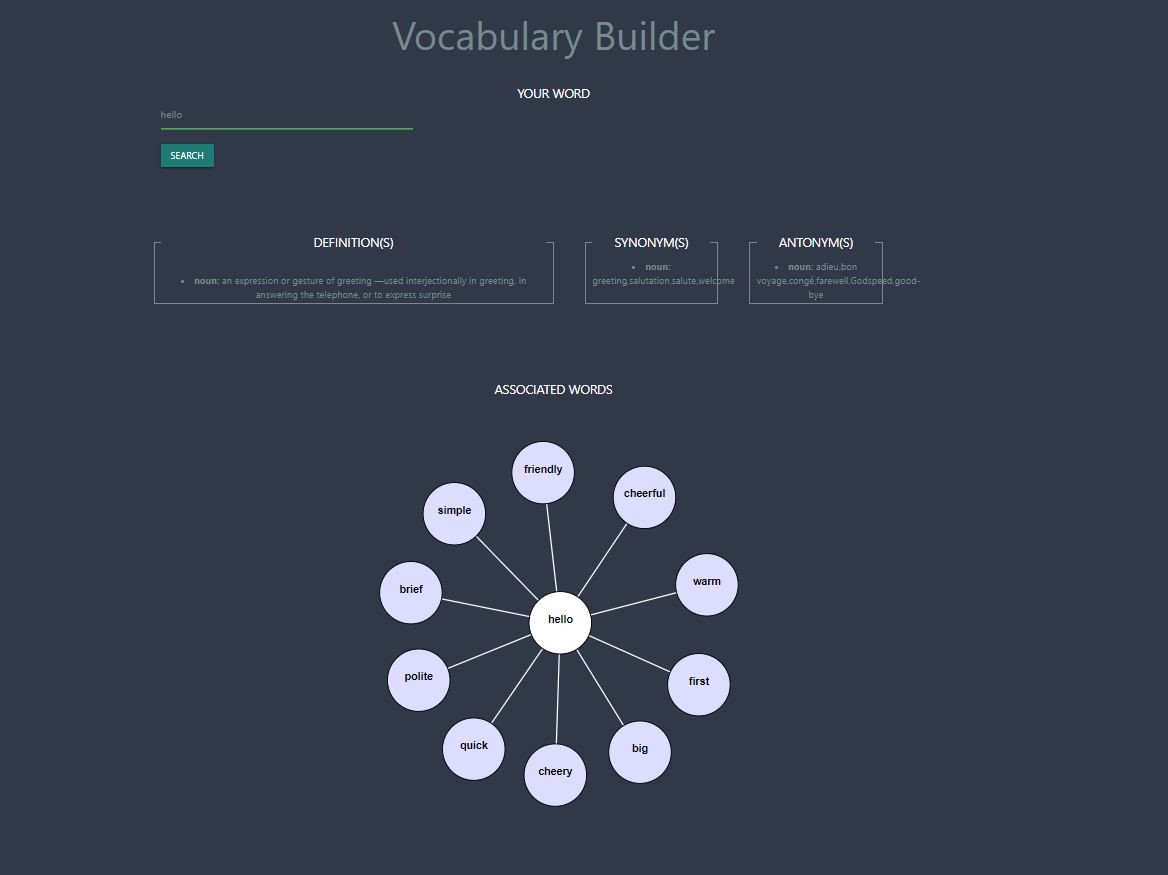 Vocabulary Builder
YOUR WORD
hello
SEARCH
DEFINITION(S)
• noun: an expression or gesture of greeting —used interjectionally in greeting, in
answering the telephone, or to express surprise
SYNONYM(S)
• noun:
greeting,salutation,salute,welcome
ANTONYM(S)
• noun: adieu,bon
voyage,congé,farewell,Godspeed,good-
bye
ASSOCIATED WORDS
friendly
cheerful
simple
warm
brief
hello
polite
first
quick
big
cheery